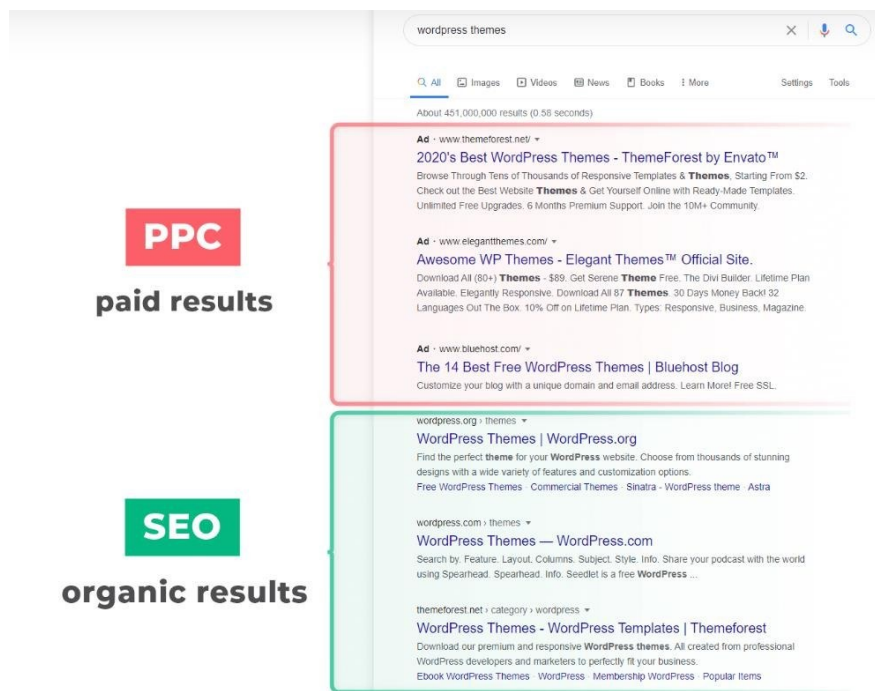 wordpress themes
All Images Videos News Books More Settings Tools
About 451,000,000 results (0.58 seconds)
Ad · www.themeforest.net/
2020's Best WordPress Themes - ThemeForest by Envato™
Browse Through Tens of Thousands of Responsive Templates & Themes, Starting From $2.
Check out the Best Website Themes & Get Yourself Online with Ready-Made Templates.
Unlimited Free Upgrades. 6 Months Premium Support. Join the 10M+ Community.
PPC
paid results
Ad · www.elegantthemes.com/
Awesome WP Themes - Elegant Themes™ Official Site.
Download All (80+) Themes - $89. Get Serene Theme Free. The Divi Builder. Lifetime Plan
Available. Elegantly Responsive. Download All 87 Themes. 30 Days Money Back! 32
Languages Out The Box. 10% Off on Lifetime Plan. Types: Responsive, Business, Magazine.
Ad · www.bluehost.com/
The 14 Best Free WordPress Themes | Bluehost Blog
Customize your blog with a unique domain and email address. Learn More! Free SSL.
wordpress.org › themes
WordPress Themes | WordPress.org
Find the perfect theme for your WordPress website. Choose from thousands of stunning
designs with a wide variety of features and customization options.
Free WordPress Themes · Commercial Themes · Sinatra - WordPress theme · Astra
SEO
organic results
wordpress.com › themes
WordPress Themes — WordPress.com
Search by. Feature. Layout. Columns. Subject. Style. Info. Share your podcast with the world
using Spearhead. Spearhead. Info. Seedlet is a free WordPress ...
themeforest.net › category › wordpress
WordPress Themes - WordPress Templates | Themeforest
Download our premium and responsive WordPress themes. All created from professional
WordPress developers and marketers to perfectly fit your business.
Ebook WordPress Themes · WordPress · Membership WordPress · Popular Items